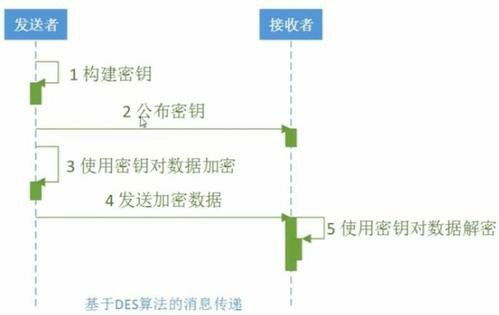 发送者
接收者
1 构建密钥
2 公布密钥
3 使用密钥对数据加密
4 发送加密数据
5 使用密钥对数据解密
基于DES算法的消息传递